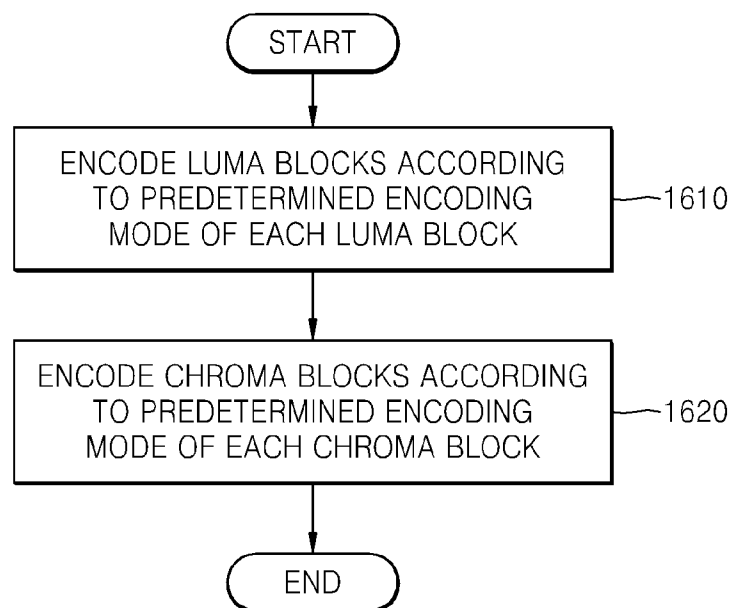 START
ENCODE LUMA BLOCKS ACCORDING
TO PREDETERMINED ENCODING
MODE OF EACH LUMA BLOCK
1610
ENCODE CHROMA BLOCKS ACCORDING
TO PREDETERMINED ENCODING
MODE OF EACH CHROMA BLOCK
1620
END